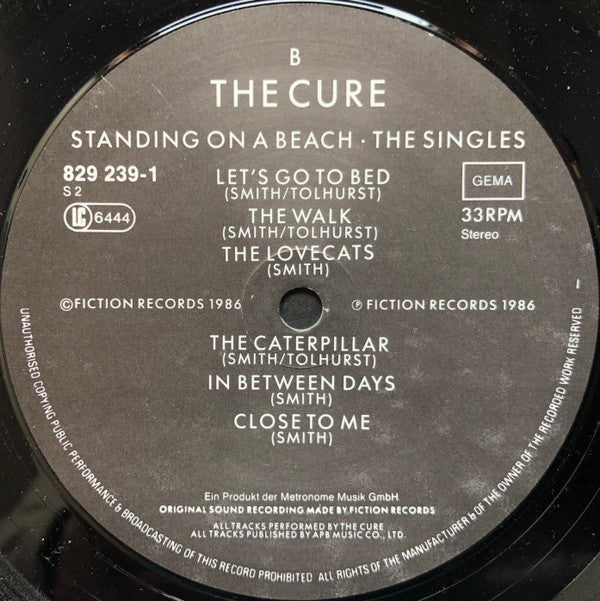 B
THE CURE
STANDING ON A BEACH · THE SINGLES
829 239-1
S 2
LC 6444
GEMA
33 RPM
Stereo
LET'S GO TO BED
(SMITH/TOLHURST)
THE WALK
(SMITH/TOLHURST)
THE LOVECATS
(SMITH)
© FICTION RECORDS 1986
℗ FICTION RECORDS 1986
THE CATERPILLAR
(SMITH/TOLHURST)
IN BETWEEN DAYS
(SMITH)
CLOSE TO ME
(SMITH)
Ein Produkt der Metronome Musik GmbH.
ORIGINAL SOUND RECORDING MADE BY FICTION RECORDS
ALL TRACKS PERFORMED BY THE CURE
ALL TRACKS PUBLISHED BY APB MUSIC CO., LTD.
UNAUTHORISED COPYING PUBLIC PERFORMANCE & BROADCASTING OF THIS RECORD PROHIBITED ALL RIGHTS OF THE MANUFACTURER & OF THE OWNER OF THE RECORDED WORK RESERVED